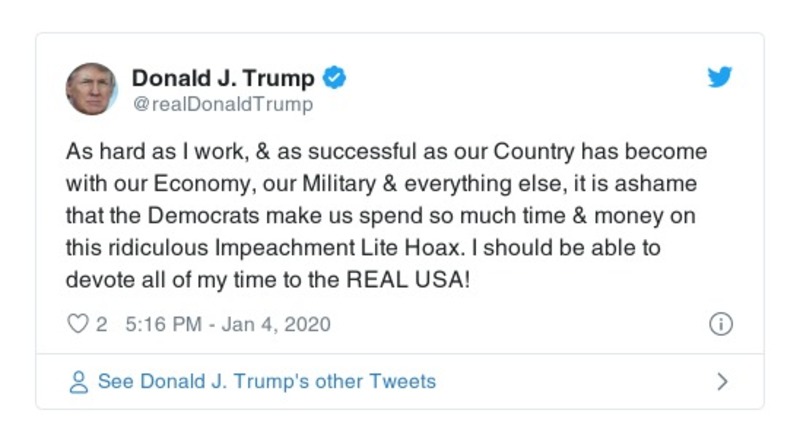 Donald J. Trump
@realDonaldTrump
As hard as I work, & as successful as our Country has become
with our Economy, our Military & everything else, it is ashame
that the Democrats make us spend so much time & money on
this ridiculous Impeachment Lite Hoax. I should be able to
devote all of my time to the REAL USA!
2 5:16 PM - Jan 4, 2020
See Donald J. Trump's other Tweets